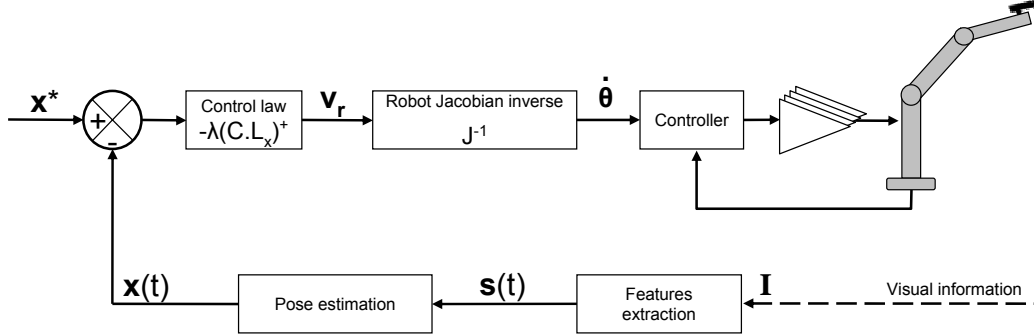 x*
+
-
Control law
-λ(C.Lₓ)⁺
vᵣ
Robot Jacobian inverse
J⁻¹
θ̇
Controller
x(t)
Pose estimation
s(t)
Features
extraction
I
Visual information